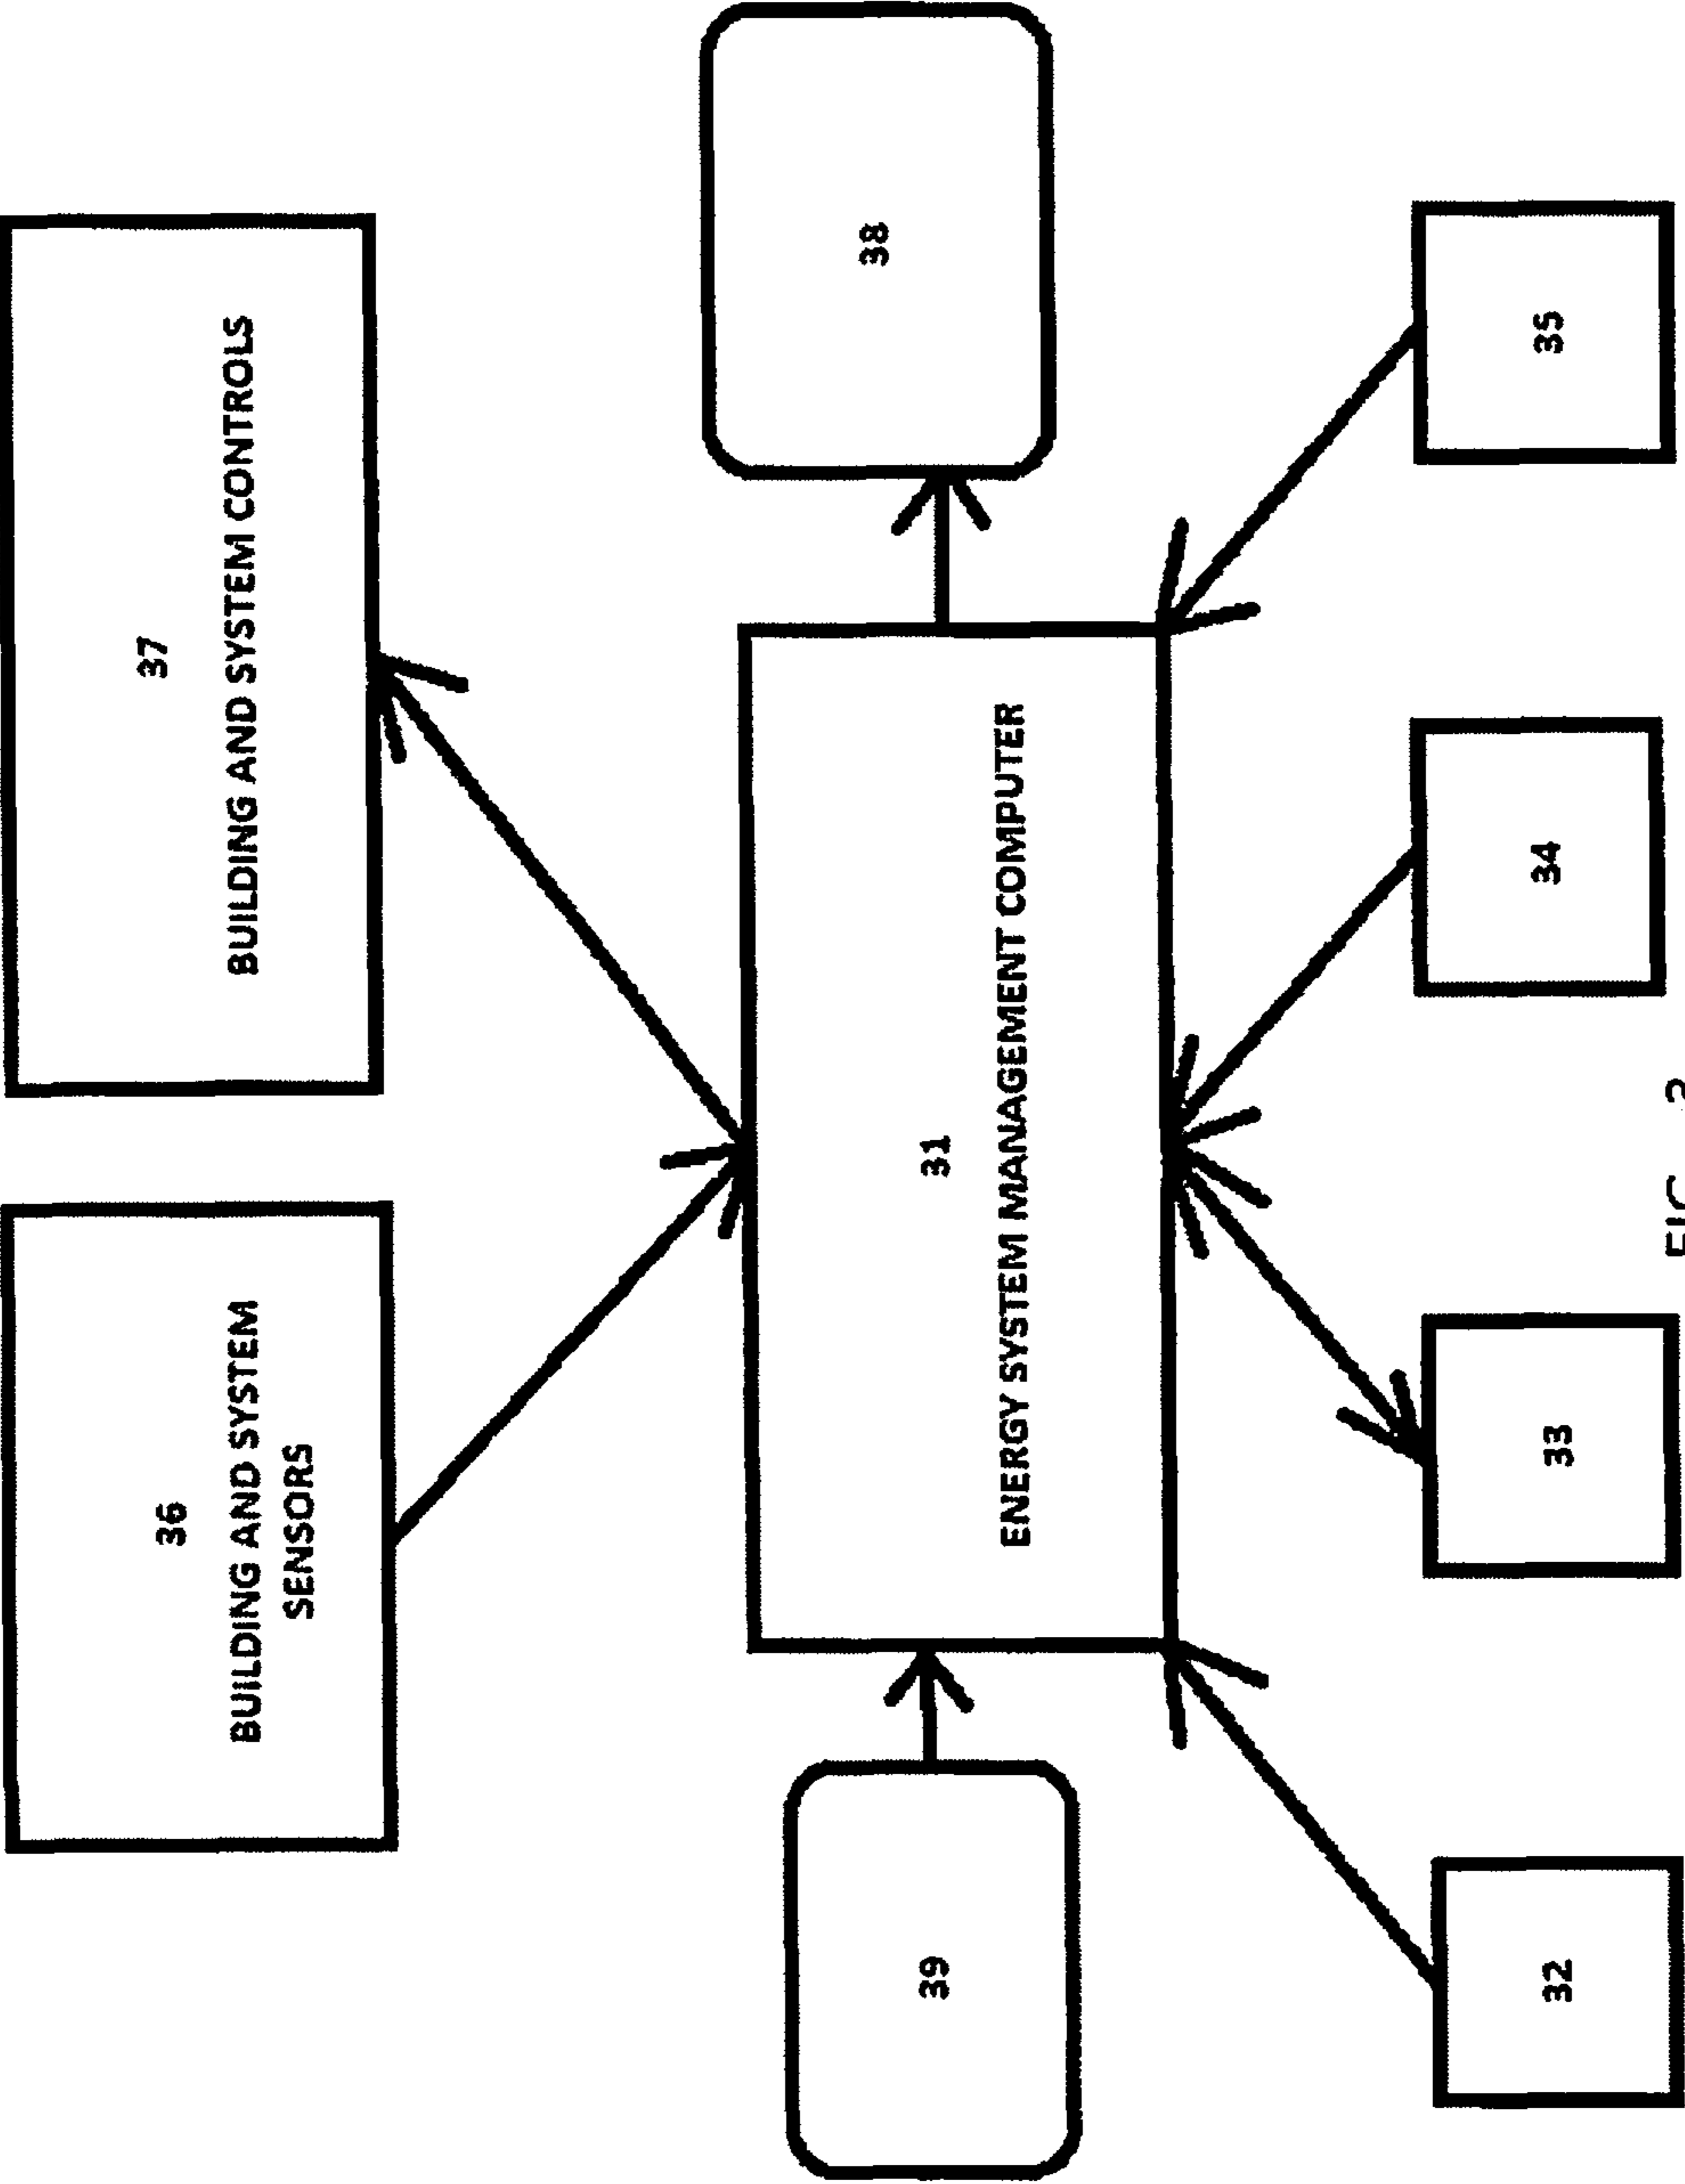 36
BUILDING AND SYSTEM
SENSORS
37
BUILDING AND SYSTEM CONTROLS
39
31
ENERGY SYSTEM MANAGEMENT COMPUTER
38
32
33
34
35